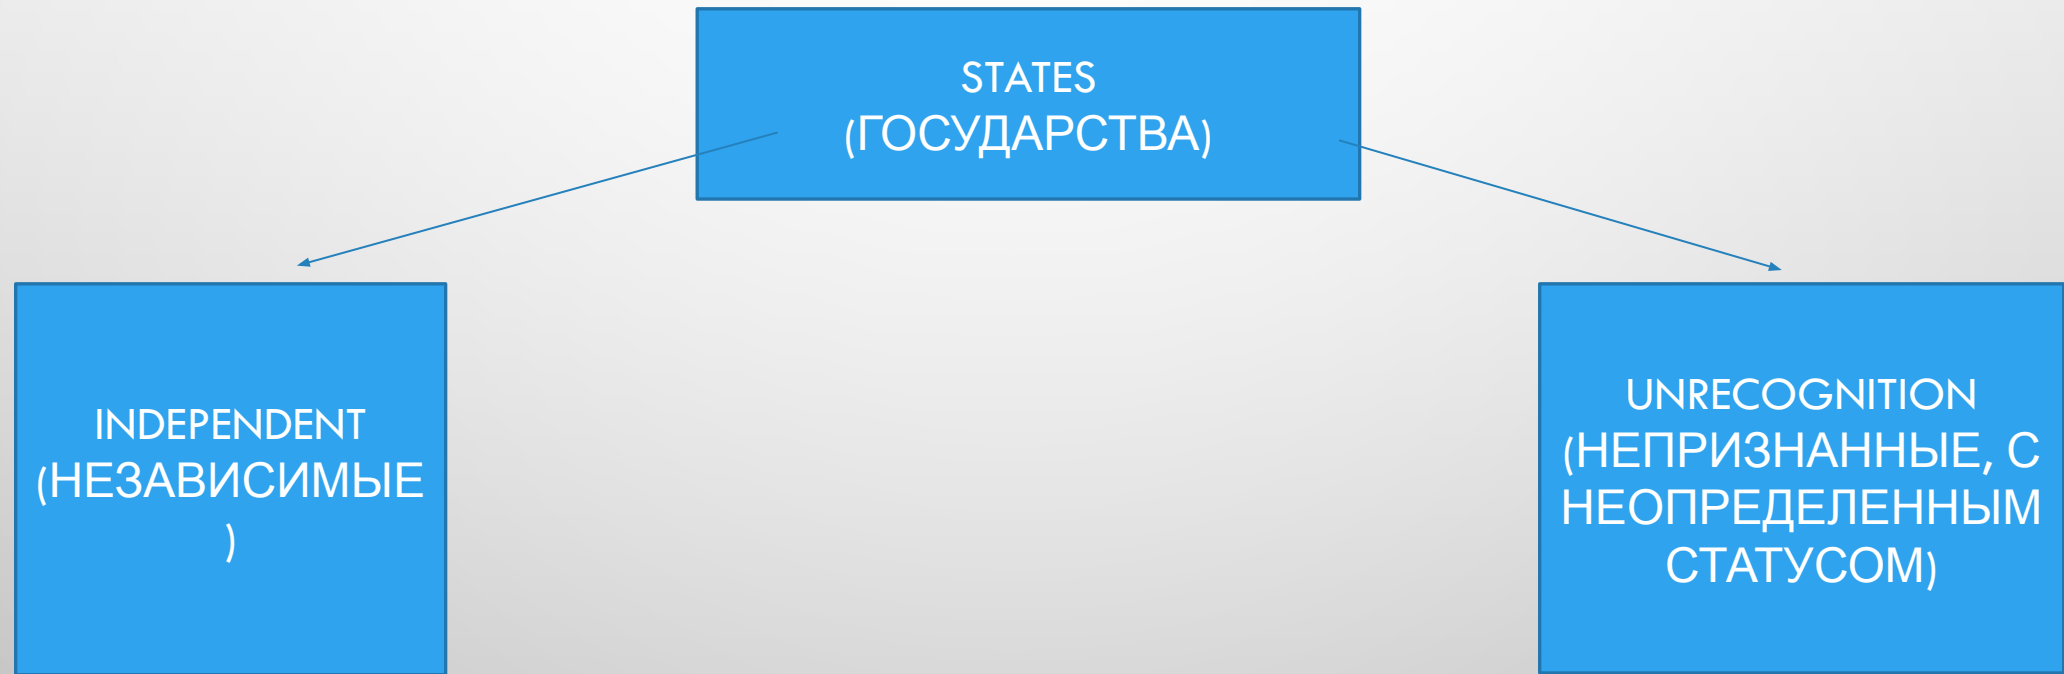 STATES
(ГОСУДАРСТВА)
INDEPENDENT
(НЕЗАВИСИМЫЕ
)
UNRECOGNITION
(НЕПРИЗНАННЫЕ, С
НЕОПРЕДЕЛЕННЫМ
СТАТУСОМ)